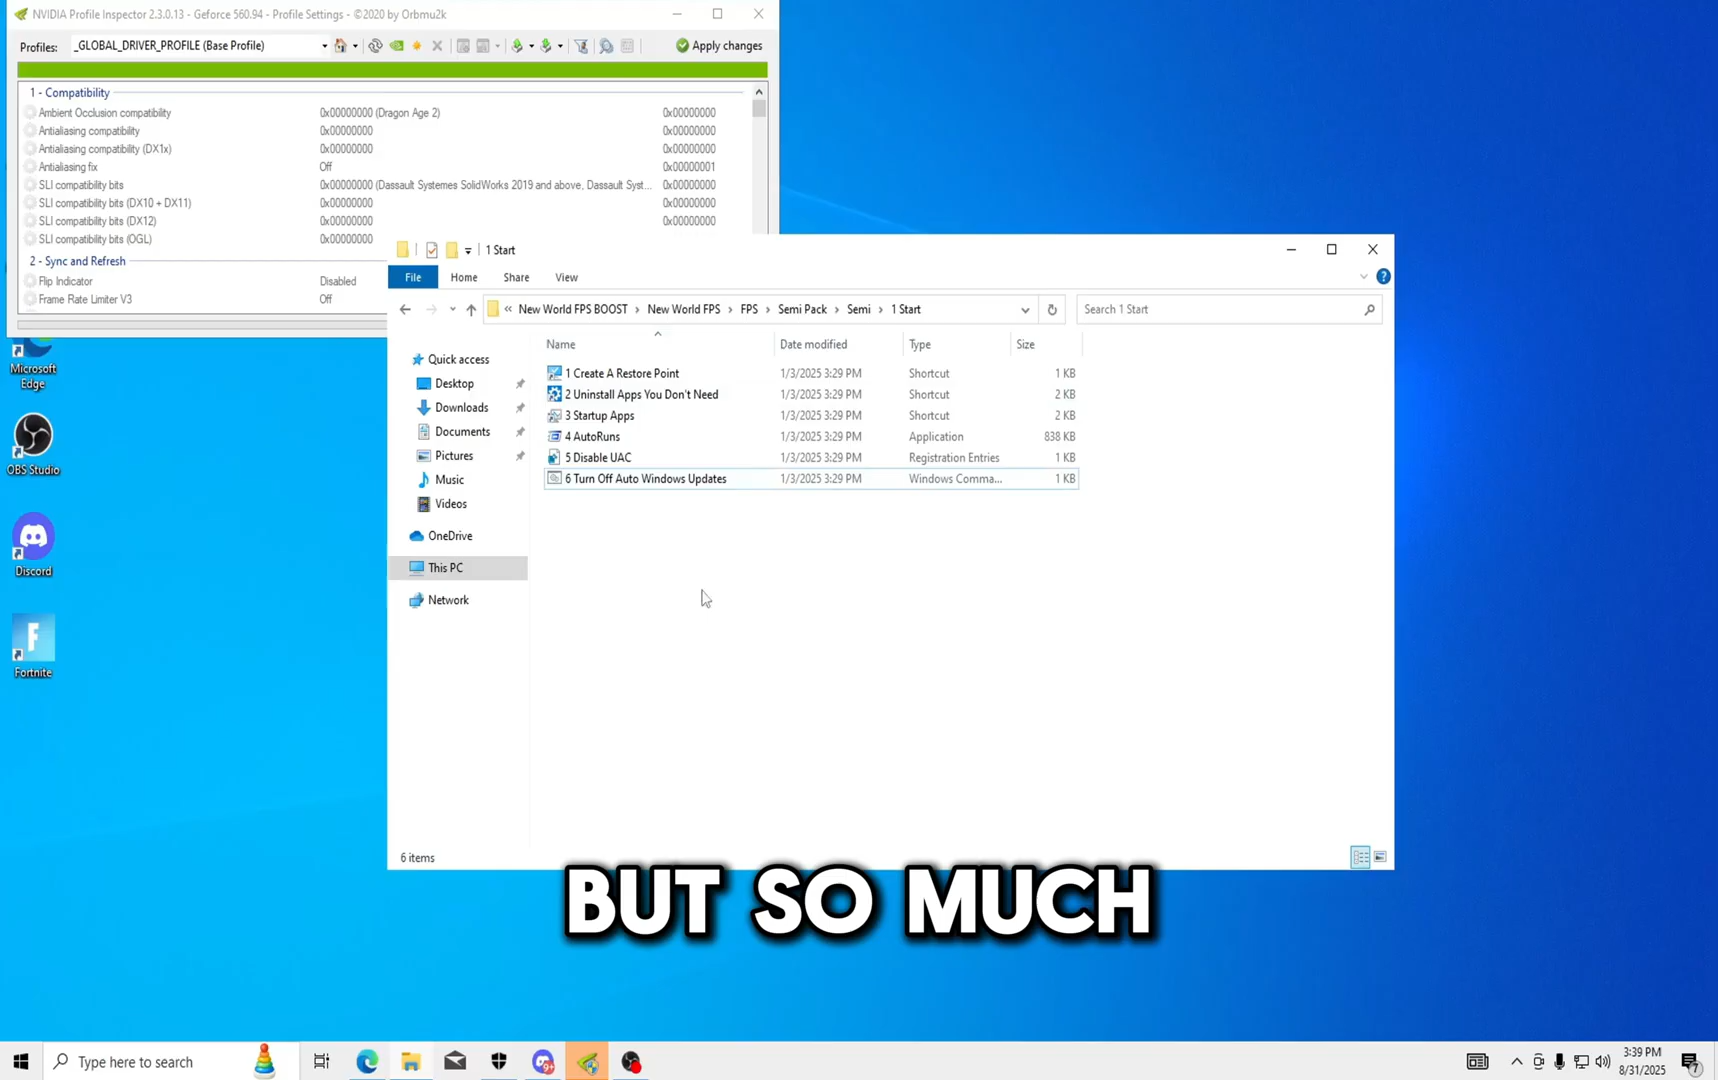 NVIDIA Profile Inspector 2.3.0.13 - Geforce 560.94 - Profile Settings - ©2020 by Orbmu2k
Profiles: _GLOBAL_DRIVER_PROFILE (Base Profile) Apply changes
1 - Compatibility
Ambient Occlusion compatibility 0x00000000 (Dragon Age 2) 0x00000000
Antialiasing compatibility 0x00000000 0x00000000
Antialiasing compatibility (DX1x) 0x00000000 0x00000000
Antialiasing fix Off 0x00000001
SLI compatibility bits 0x00000000 (Dassault Systemes SolidWorks 2019 and above, Dassault Syst... 0x00000000
SLI compatibility bits (DX10 + DX11) 0x00000000 0x00000000
SLI compatibility bits (DX12) 0x00000000 0x00000000
SLI compatibility bits (OGL) 0x00000000
2 - Sync and Refresh
Flip Indicator Disabled
Frame Rate Limiter V3 Off
1 Start
File Home Share View
« New World FPS BOOST › New World FPS › FPS › Semi Pack › Semi › 1 Start
Search 1 Start
Name Date modified Type Size
1 Create A Restore Point 1/3/2025 3:29 PM Shortcut 1 KB
2 Uninstall Apps You Don't Need 1/3/2025 3:29 PM Shortcut 2 KB
3 Startup Apps 1/3/2025 3:29 PM Shortcut 2 KB
4 AutoRuns 1/3/2025 3:29 PM Application 838 KB
5 Disable UAC 1/3/2025 3:29 PM Registration Entries 1 KB
6 Turn Off Auto Windows Updates 1/3/2025 3:29 PM Windows Comma... 1 KB
Quick access
Desktop
Downloads
Documents
Pictures
Music
Videos
OneDrive
This PC
Network
6 items
Microsoft
Edge
OBS Studio
Discord
Fortnite
BUT SO MUCH
Type here to search
9+
3:39 PM
8/31/2025
7